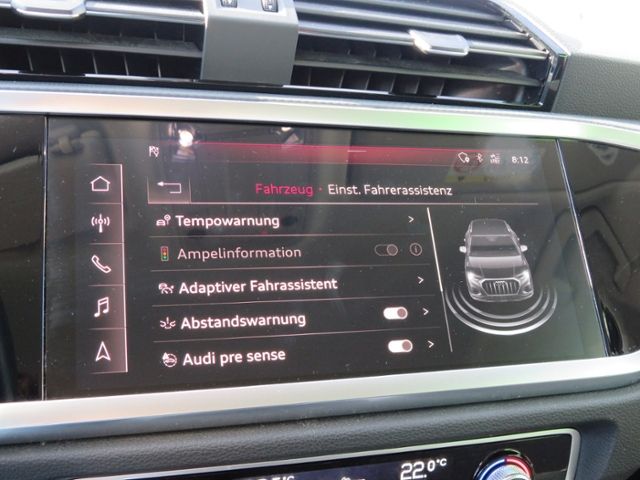 8:12
Fahrzeug · Einst. Fahrerassistenz
Tempowarnung
Ampelinformation
Adaptiver Fahrassistent
Abstandswarnung
Audi pre sense
22.0°C